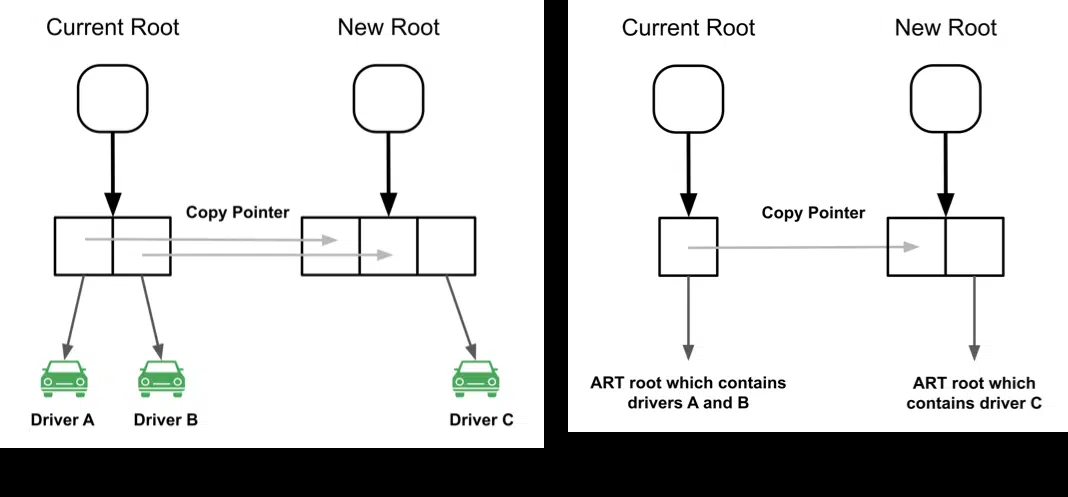 Current Root
New Root
Copy Pointer
Driver A
Driver B
Driver C
Current Root
New Root
Copy Pointer
ART root which contains
drivers A and B
ART root which
contains driver C